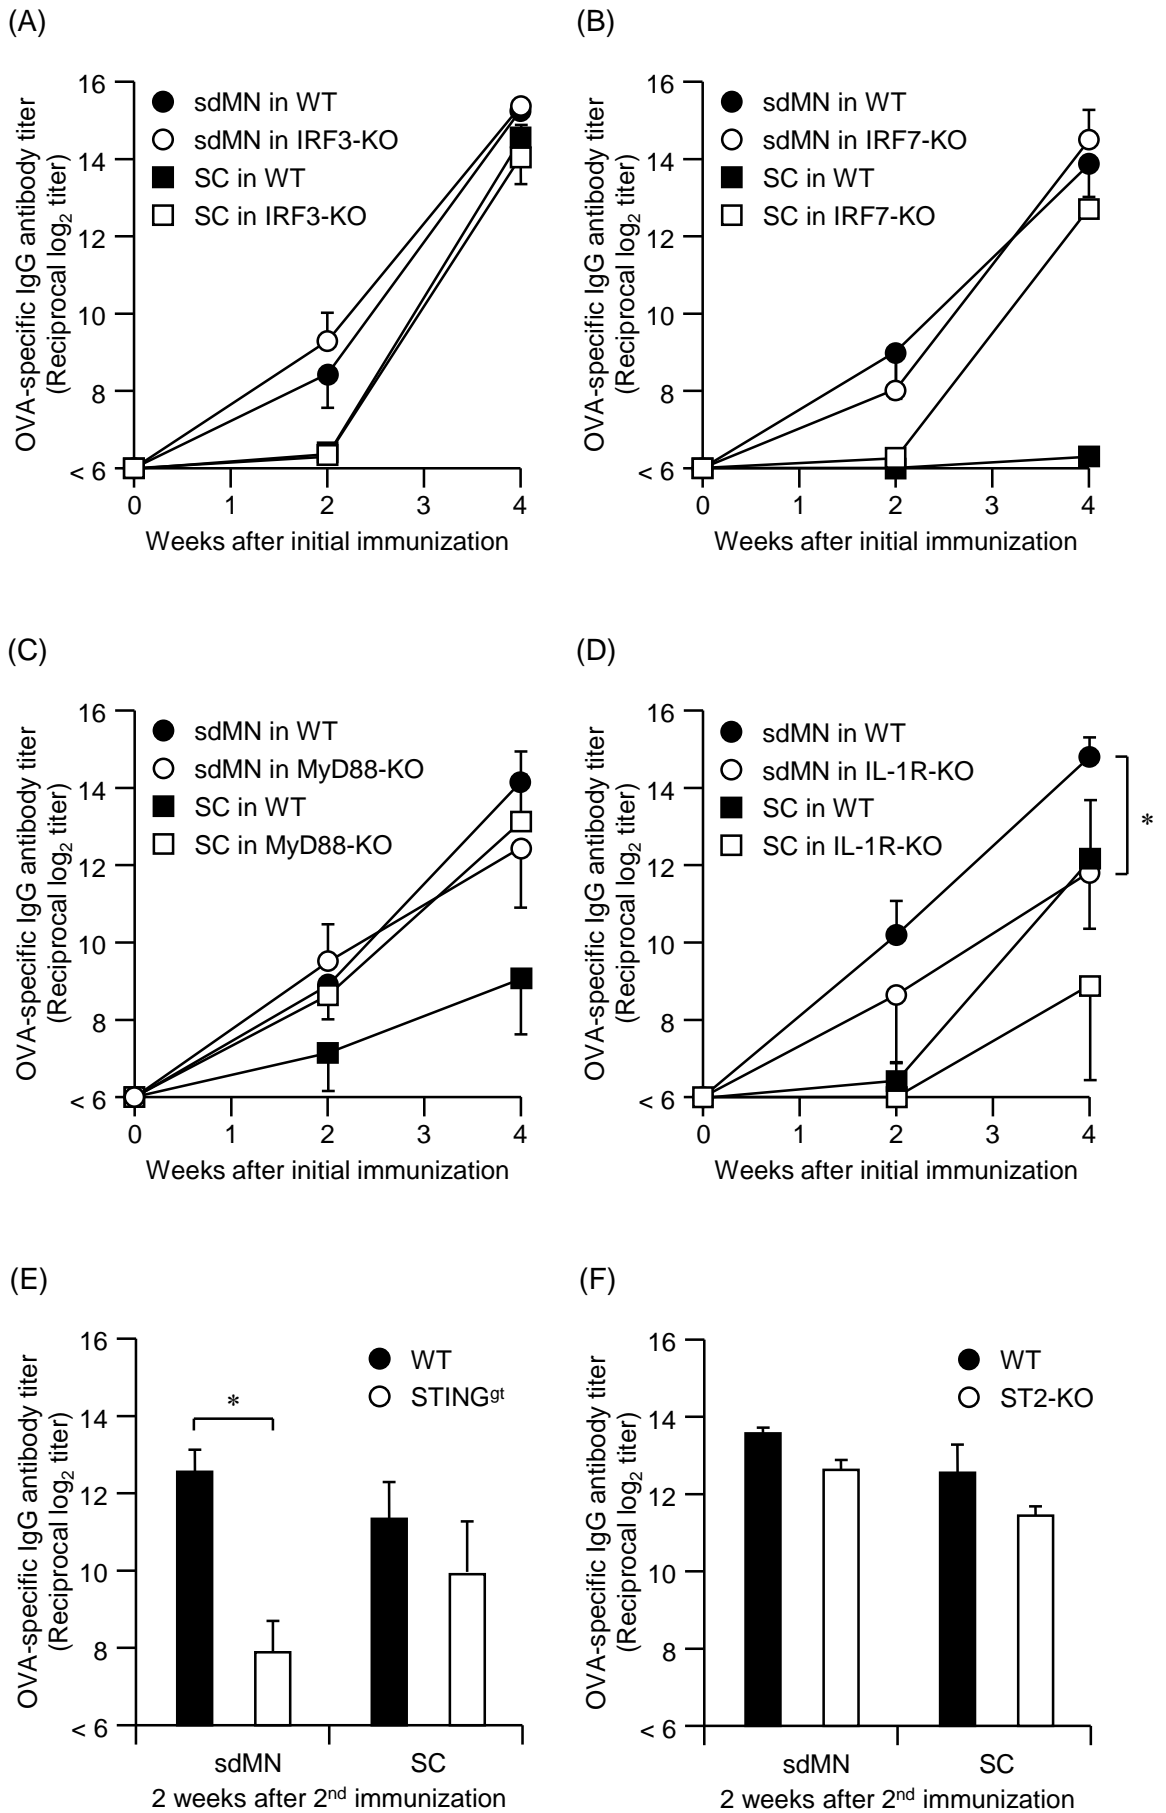 (A)
OVA-specific IgG antibody titer
(Reciprocal log2 titer)
16
14
12
10
8
< 6
sdMN in WT
sdMN in IRF3-KO
SC in WT
SC in IRF3-KO
0 1 2 3 4
Weeks after initial immunization
(B)
OVA-specific IgG antibody titer
(Reciprocal log2 titer)
16
14
12
10
8
< 6
sdMN in WT
sdMN in IRF7-KO
SC in WT
SC in IRF7-KO
0 1 2 3 4
Weeks after initial immunization
(C)
OVA-specific IgG antibody titer
(Reciprocal log2 titer)
16
14
12
10
8
< 6
sdMN in WT
sdMN in MyD88-KO
SC in WT
SC in MyD88-KO
0 1 2 3 4
Weeks after initial immunization
(D)
OVA-specific IgG antibody titer
(Reciprocal log2 titer)
16
14
12
10
8
< 6
sdMN in WT
sdMN in IL-1R-KO
SC in WT
SC in IL-1R-KO
*
0 1 2 3 4
Weeks after initial immunization
(E)
OVA-specific IgG antibody titer
(Reciprocal log2 titer)
16
14
12
10
8
< 6
WT
STINGgt
*
sdMN SC
2 weeks after 2nd immunization
(F)
OVA-specific IgG antibody titer
(Reciprocal log2 titer)
16
14
12
10
8
< 6
WT
ST2-KO
sdMN SC
2 weeks after 2nd immunization